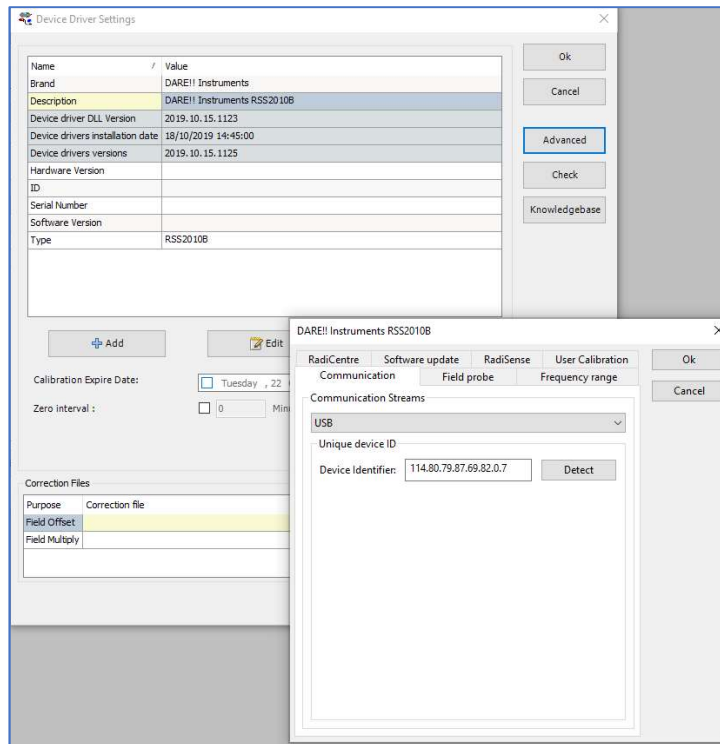 Device Driver Settings
Name / Value
Brand DARE!! Instruments
Description DARE!! Instruments RSS2010B
Device driver DLL Version 2019.10.15.1123
Device drivers installation date 18/10/2019 14:45:00
Device drivers versions 2019.10.15.1125
Hardware Version
ID
Serial Number
Software Version
Type RSS2010B
Ok
Cancel
Advanced
Check
Knowledgebase
Add Edit
Calibration Expire Date: Tuesday , 22
Zero interval : 0
Correction Files
Purpose Correction file
Field Offset
Field Multiply
DARE!! Instruments RSS2010B
RadiCentre Software update RadiSense User Calibration
Communication Field probe Frequency range
Ok
Cancel
Communication Streams
USB
Unique device ID
Device Identifier: 114.80.79.87.69.82.0.7 Detect